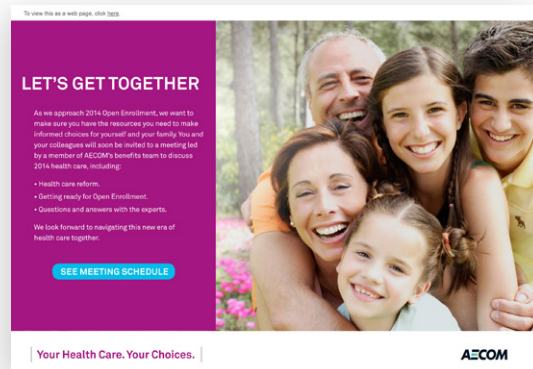 To view this as a web page, click here.
LET'S GET TOGETHER
As we approach 2014 Open Enrollment, we want to
make sure you have the resources you need to make
informed choices for yourself and your family. You and
your colleagues will soon be invited to a meeting led
by a member of AECOM's benefits team to discuss
2014 health care, including:
• Health care reform.
• Getting ready for Open Enrollment.
• Questions and answers with the experts.
We look forward to navigating this new era of
health care together.
SEE MEETING SCHEDULE
Your Health Care. Your Choices.
AECOM